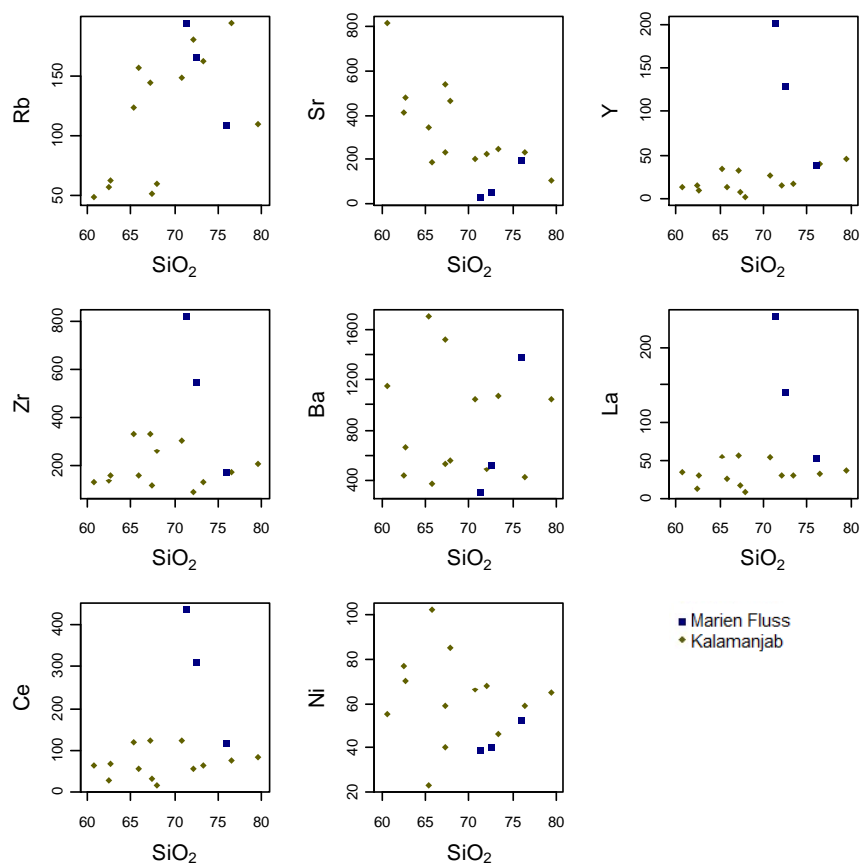 Rb
50 100 150
60 65 70 75 80
SiO2
Sr
0 200 400 600 800
60 65 70 75 80
SiO2
Y
0 50 100 150 200
60 65 70 75 80
SiO2
Zr
200 400 600 800
60 65 70 75 80
SiO2
Ba
400 800 1200 1600
60 65 70 75 80
SiO2
La
0 50 100 200
60 65 70 75 80
SiO2
Ce
0 100 200 300 400
60 65 70 75 80
SiO2
Ni
20 40 60 80 100
60 65 70 75 80
SiO2
Marien Fluss
Kalamanjab